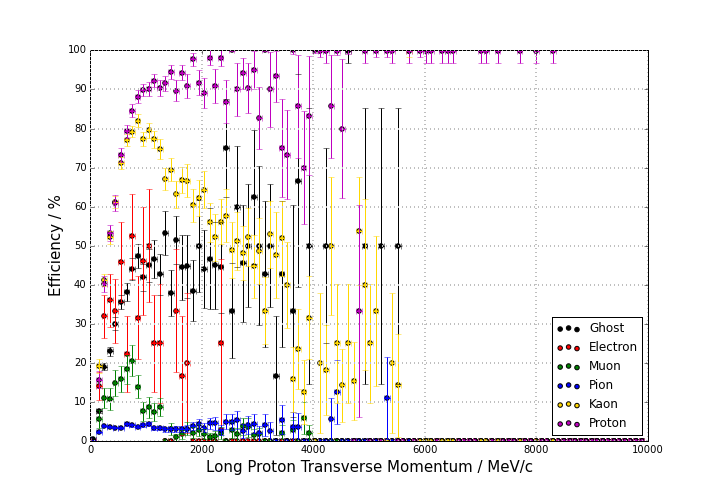 100
90
80
70
60
50
40
30
20
10
0
Efficiency / %
Ghost
Electron
Muon
Pion
Kaon
Proton
0 2000 4000 6000 8000 10000
Long Proton Transverse Momentum / MeV/c